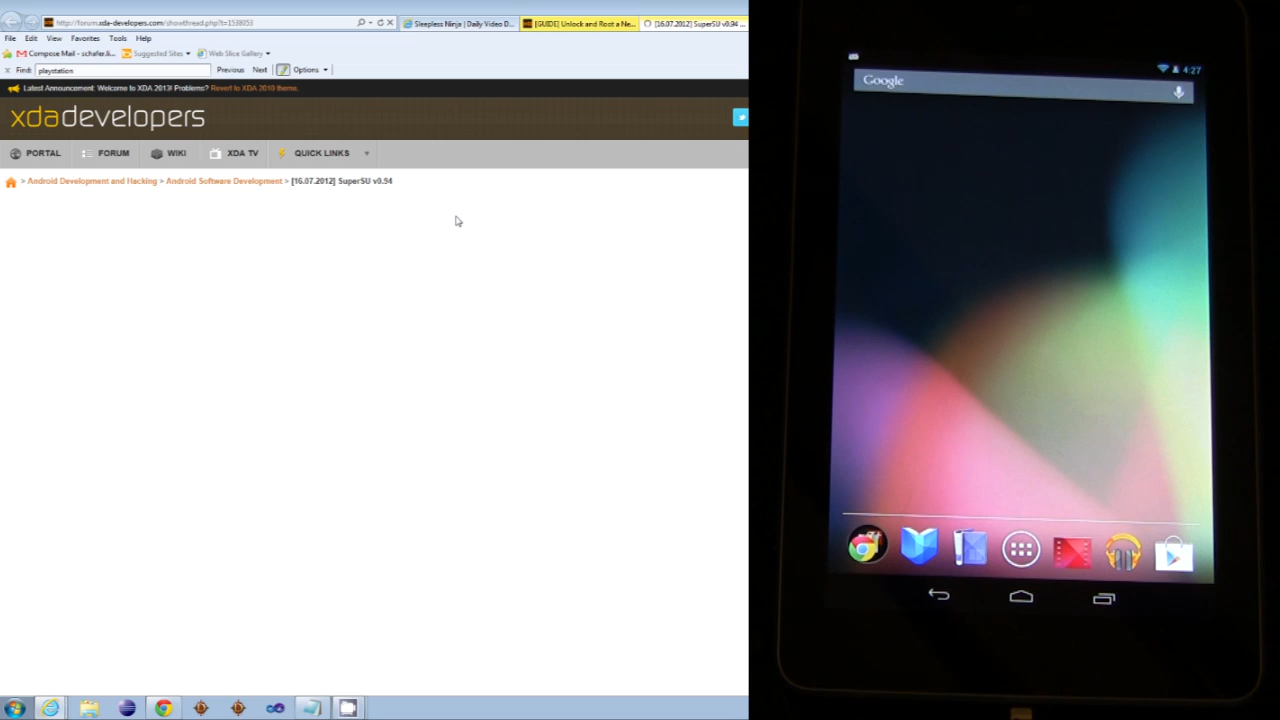 http://forum.xda-developers.com/showthread.php?t=1538053
Sleepless Ninja | Daily Video D...
[GUIDE] Unlock and Root a Ne...
[16.07.2012] SuperSU v0.94 ...
File Edit View Favorites Tools Help
Compose Mail - schafer.li... Suggested Sites Web Slice Gallery
x Find: playstation Previous Next Options
Latest Announcement: Welcome to XDA 2013! Problems? Revert to XDA 2010 theme.
xdadevelopers
PORTAL FORUM WIKI XDA TV QUICK LINKS
> Android Development and Hacking > Android Software Development > [16.07.2012] SuperSU v0.94
4:27
Google